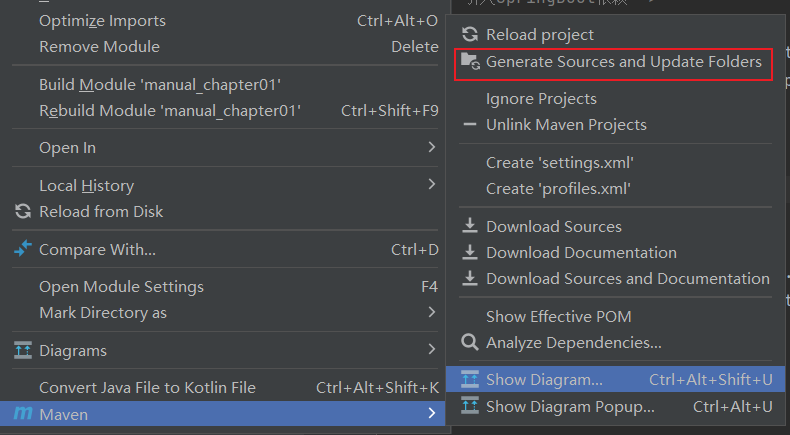 Optimize Imports Ctrl+Alt+O
Remove Module Delete
Build Module 'manual_chapter01'
Rebuild Module 'manual_chapter01' Ctrl+Shift+F9
Open In
Local History
Reload from Disk
Compare With... Ctrl+D
Open Module Settings F4
Mark Directory as
Diagrams
Convert Java File to Kotlin File Ctrl+Alt+Shift+K
Maven
Reload project
Generate Sources and Update Folders
Ignore Projects
Unlink Maven Projects
Create 'settings.xml'
Create 'profiles.xml'
Download Sources
Download Documentation
Download Sources and Documentation
Show Effective POM
Analyze Dependencies...
Show Diagram... Ctrl+Alt+Shift+U
Show Diagram Popup... Ctrl+Alt+U